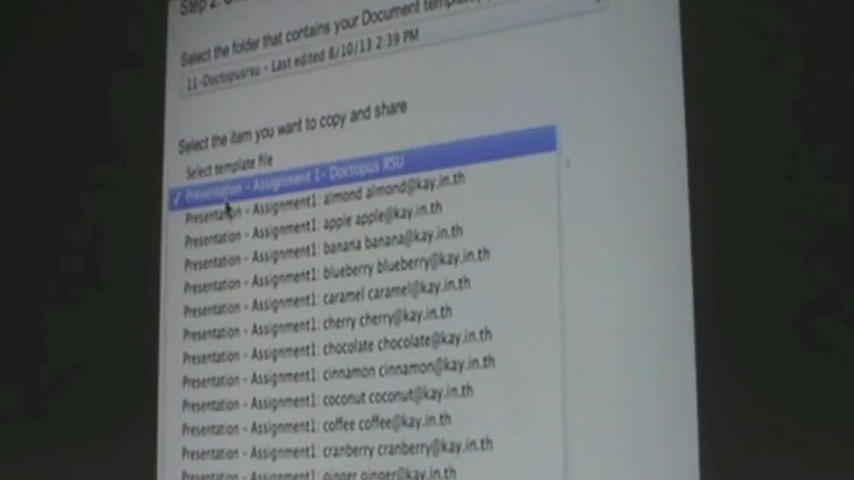 Step 2:
Select the folder that contains your Document template,
11-Doctopusrsu - Last edited 8/10/13 2:39 PM
Select the item you want to copy and share
Select template file
✓ Presentation - Assignment 1- Doctopus RSU
Presentation - Assignment1: almond almond@kay.in.th
Presentation - Assignment1: apple apple@kay.in.th
Presentation - Assignment1: banana banana@kay.in.th
Presentation - Assignment1: blueberry blueberry@kay.in.th
Presentation - Assignment1: caramel caramel@kay.in.th
Presentation - Assignment1: cherry cherry@kay.in.th
Presentation - Assignment1: chocolate chocolate@kay.in.th
Presentation - Assignment1: cinnamon cinnamon@kay.in.th
Presentation - Assignment1: coconut coconut@kay.in.th
Presentation - Assignment1: coffee coffee@kay.in.th
Presentation - Assignment1: cranberry cranberry@kay.in.th
Presentation - Assignment1: ginger ginger@kay.in.th